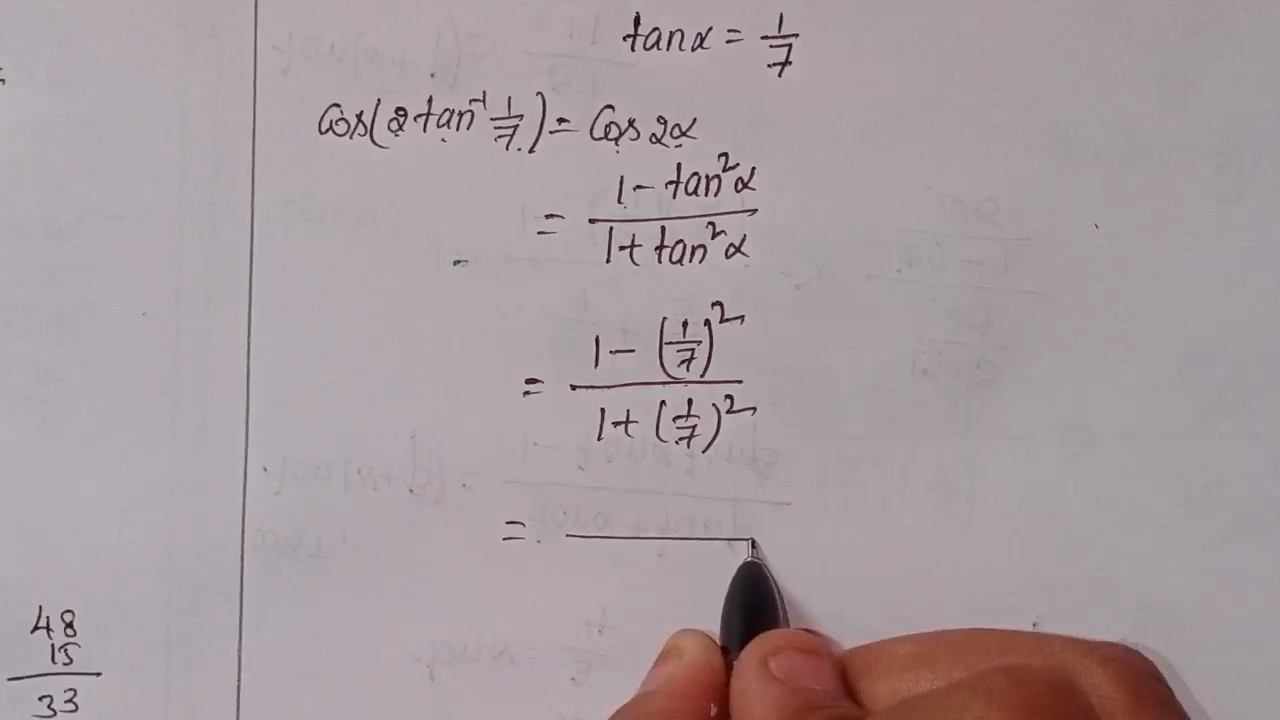 tanα = 1/7
Cos(2 tan⁻¹ 1/7) = Cos 2α
= (1 - tan²α)/(1 + tan²α)
= (1 - (1/7)²)/(1 + (1/7)²)
=
48
15
33